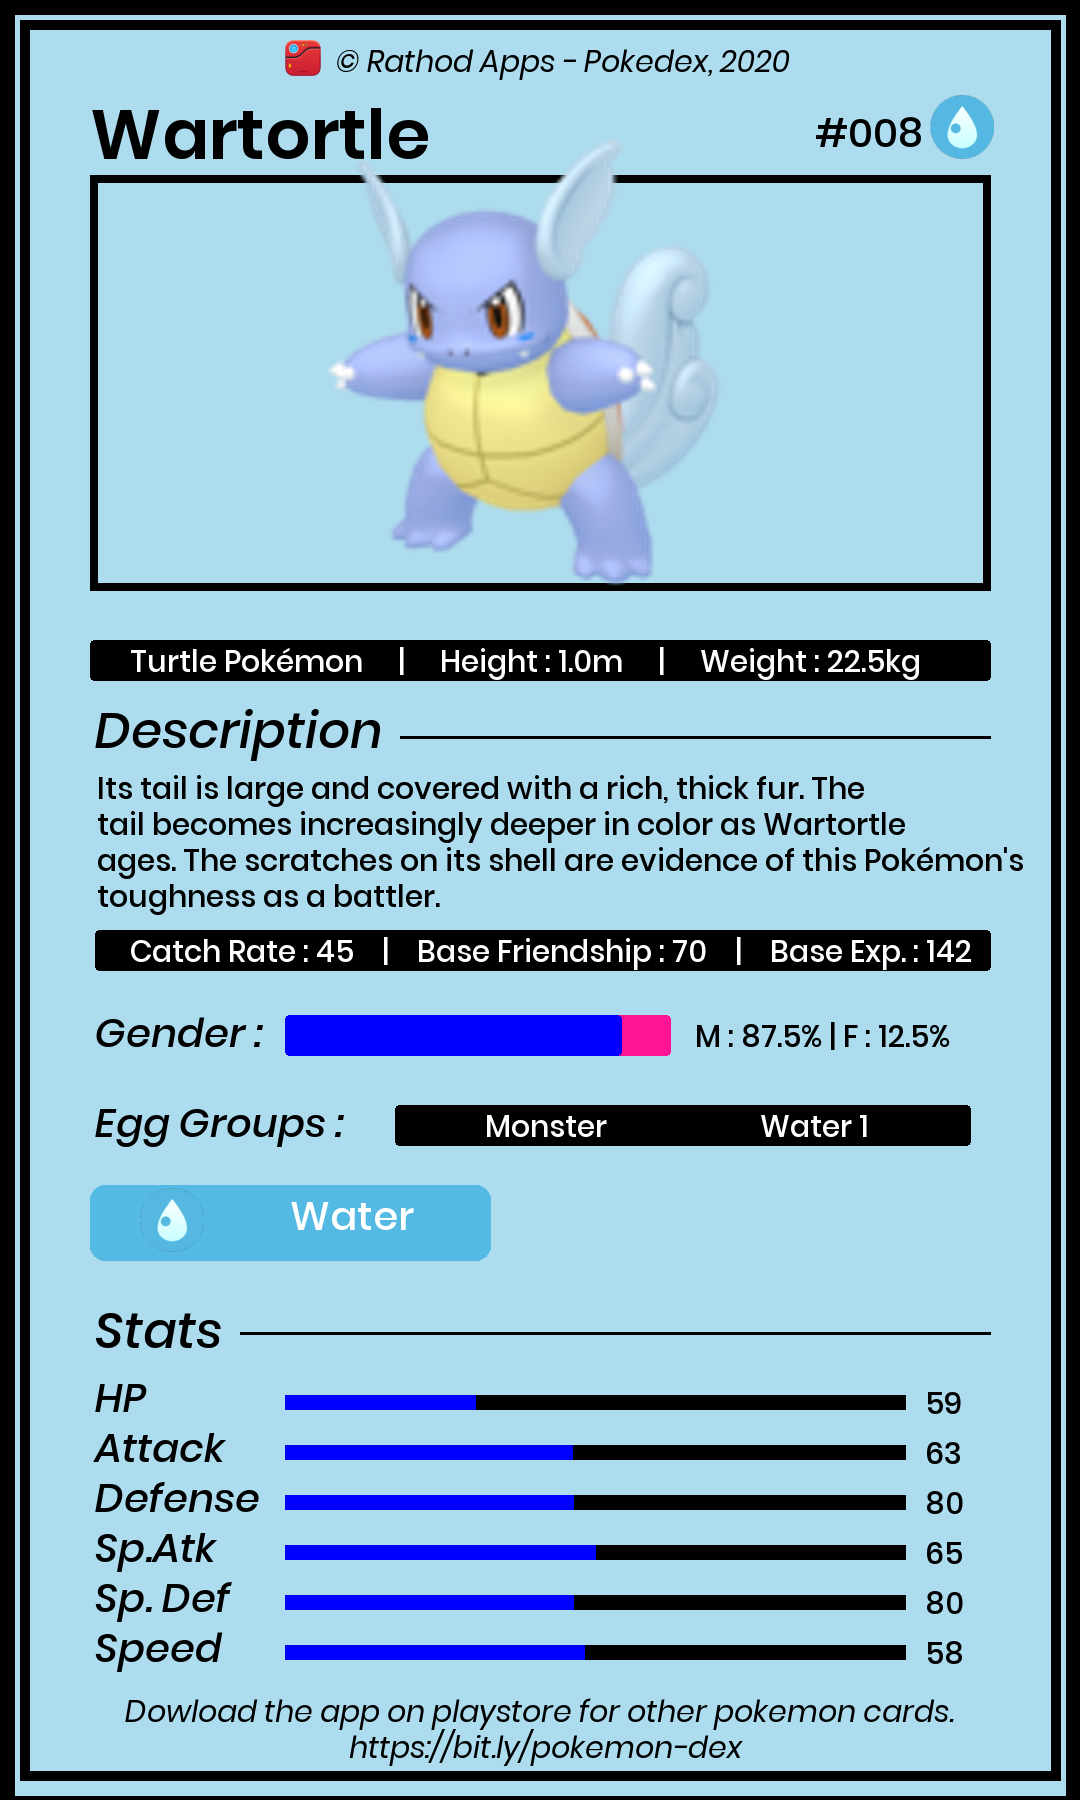 © Rathod Apps - Pokedex, 2020
Wartortle
#008
Turtle Pokémon | Height : 1.0m | Weight : 22.5kg
Description
Its tail is large and covered with a rich, thick fur. The
tail becomes increasingly deeper in color as Wartortle
ages. The scratches on its shell are evidence of this Pokémon's
toughness as a battler.
Catch Rate : 45 | Base Friendship : 70 | Base Exp. : 142
Gender : M : 87.5% | F : 12.5%
Egg Groups : Monster Water 1
Water
Stats
HP 59
Attack 63
Defense 80
Sp.Atk 65
Sp. Def 80
Speed 58
Dowload the app on playstore for other pokemon cards.
https://bit.ly/pokemon-dex